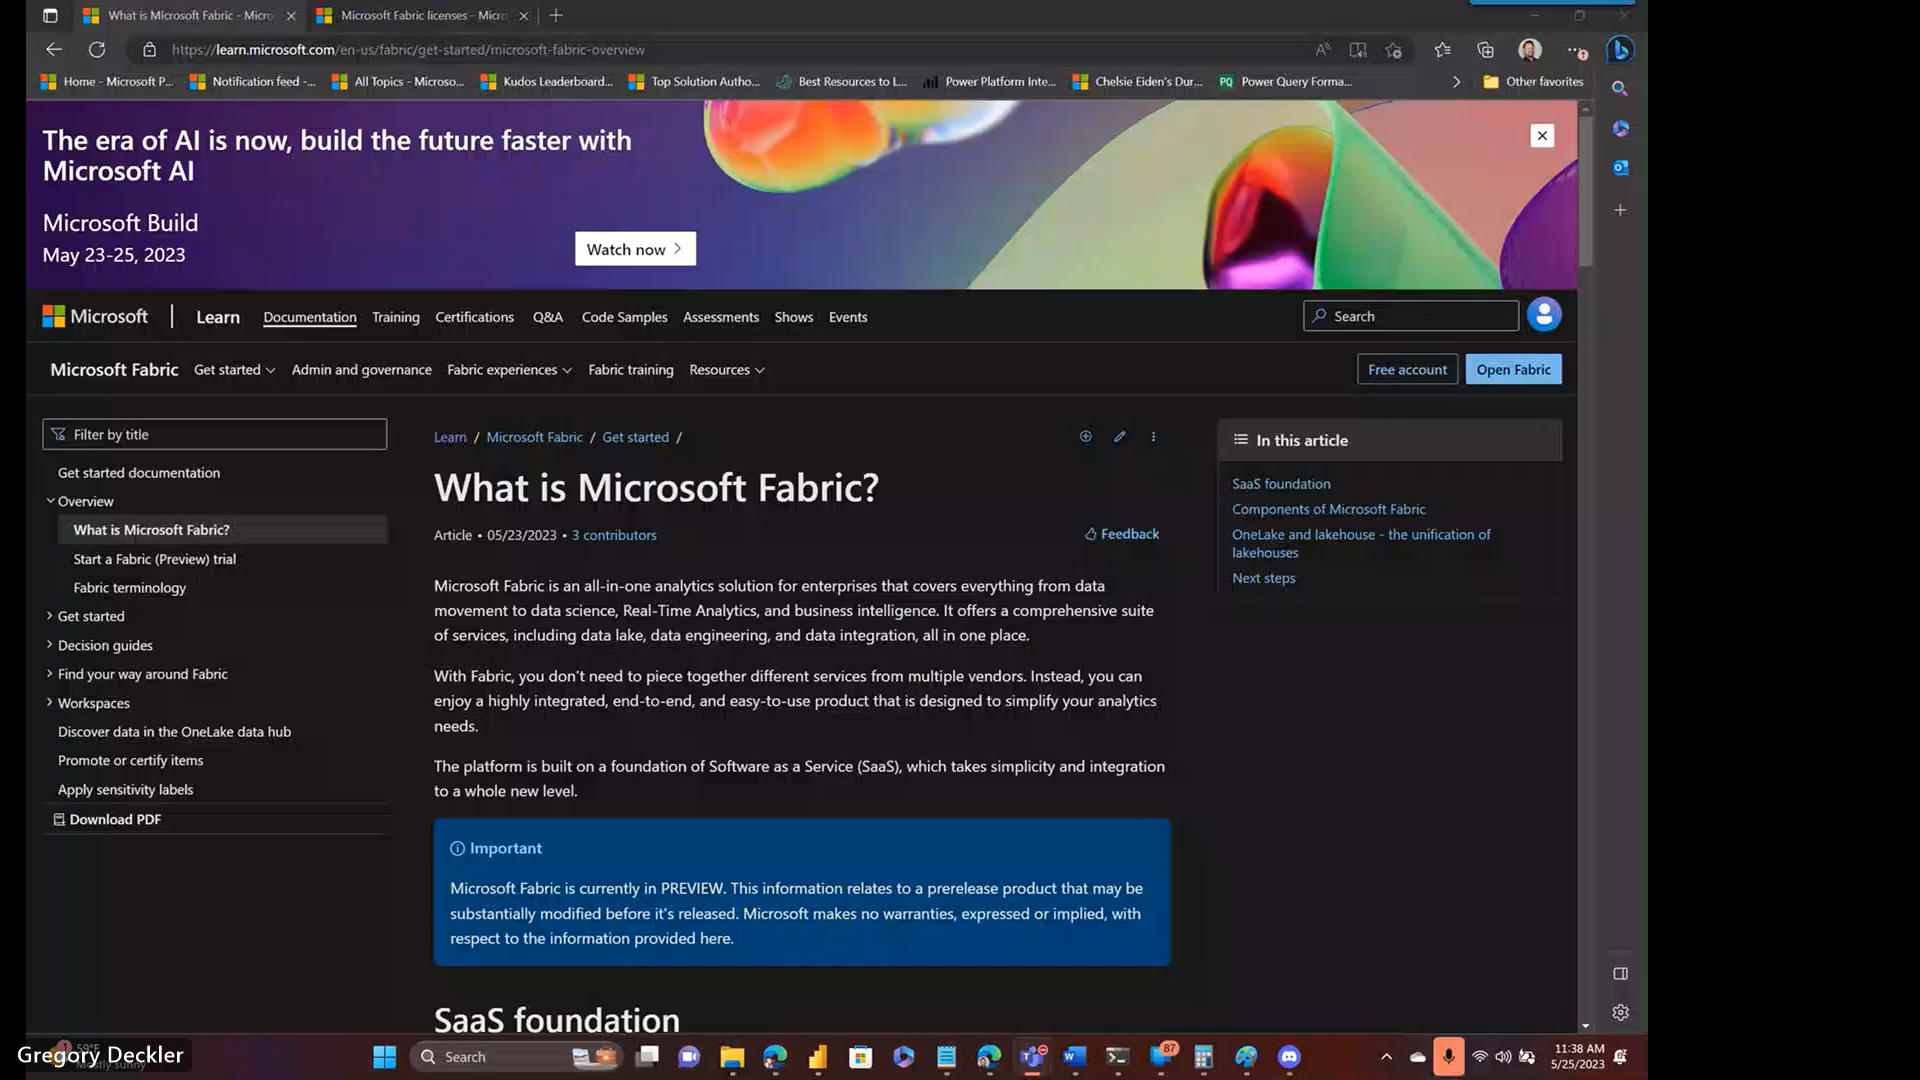 What is Microsoft Fabric - Micro
Microsoft Fabric licenses - Micro
https://learn.microsoft.com/en-us/fabric/get-started/microsoft-fabric-overview
Home - Microsoft P...
Notification feed -...
All Topics - Microso...
Kudos Leaderboard...
Top Solution Autho...
Best Resources to L...
Power Platform Inte...
Chelsie Eiden's Dur...
PQ Power Query Forma...
Other favorites
The era of AI is now, build the future faster with
Microsoft AI
Microsoft Build
May 23-25, 2023
Watch now
Microsoft
Learn
Documentation
Training
Certifications
Q&A
Code Samples
Assessments
Shows
Events
Search
Microsoft Fabric
Get started
Admin and governance
Fabric experiences
Fabric training
Resources
Free account
Open Fabric
Filter by title
Get started documentation
Overview
What is Microsoft Fabric?
Start a Fabric (Preview) trial
Fabric terminology
Get started
Decision guides
Find your way around Fabric
Workspaces
Discover data in the OneLake data hub
Promote or certify items
Apply sensitivity labels
Download PDF
Learn / Microsoft Fabric / Get started /
What is Microsoft Fabric?
Article • 05/23/2023 • 3 contributors
Feedback
Microsoft Fabric is an all-in-one analytics solution for enterprises that covers everything from data
movement to data science, Real-Time Analytics, and business intelligence. It offers a comprehensive suite
of services, including data lake, data engineering, and data integration, all in one place.
With Fabric, you don't need to piece together different services from multiple vendors. Instead, you can
enjoy a highly integrated, end-to-end, and easy-to-use product that is designed to simplify your analytics
needs.
The platform is built on a foundation of Software as a Service (SaaS), which takes simplicity and integration
to a whole new level.
Important
Microsoft Fabric is currently in PREVIEW. This information relates to a prerelease product that may be
substantially modified before it's released. Microsoft makes no warranties, expressed or implied, with
respect to the information provided here.
SaaS foundation
In this article
SaaS foundation
Components of Microsoft Fabric
OneLake and lakehouse - the unification of
lakehouses
Next steps
59°F
Mostly sunny
Gregory Deckler
Search
87
11:38 AM
5/25/2023